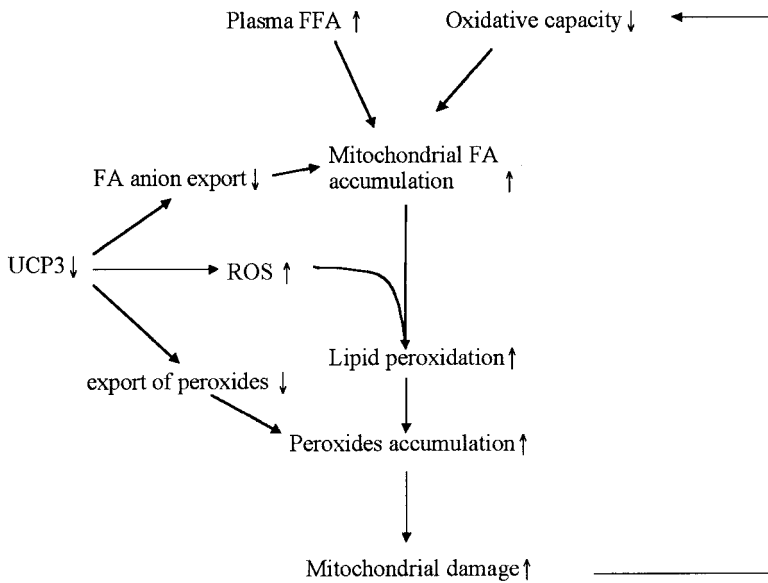 Plasma FFA ↑
Oxidative capacity ↓
Mitochondrial FA
accumulation ↑
FA anion export ↓
UCP3 ↓
ROS ↑
Lipid peroxidation ↑
export of peroxides ↓
Peroxides accumulation ↑
Mitochondrial damage ↑